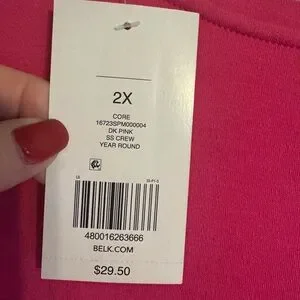 2X
CORE
16723SPM000004
DK PINK
SS CREW
YEAR ROUND
480016263666
BELK.COM
$29.50